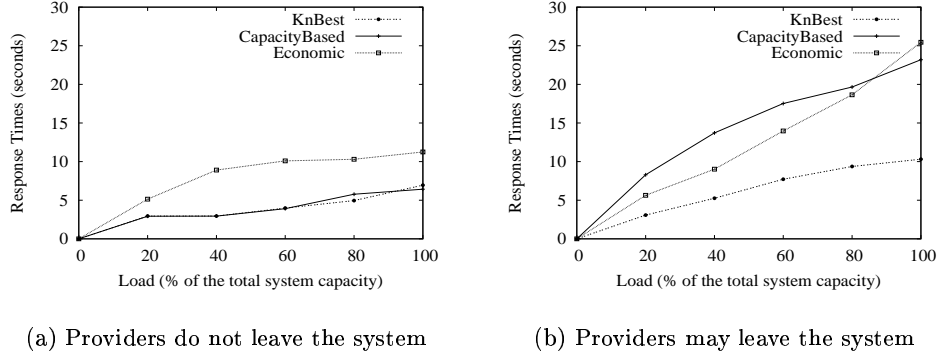 30
25
20
15
10
5
0
Response Times (seconds)
KnBest
CapacityBased
Economic
0 20 40 60 80 100
Load (% of the total system capacity)
(a) Providers do not leave the system
30
25
20
15
10
5
0
Response Times (seconds)
KnBest
CapacityBased
Economic
0 20 40 60 80 100
Load (% of the total system capacity)
(b) Providers may leave the system